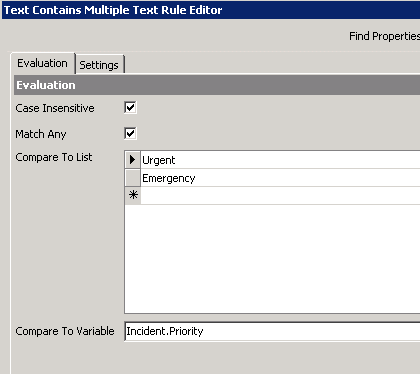 Text Contains Multiple Text Rule Editor
Find Properties
Evaluation Settings
Evaluation
Case Insensitive
Match Any
Compare To List
Urgent
Emergency
Compare To Variable
Incident.Priority